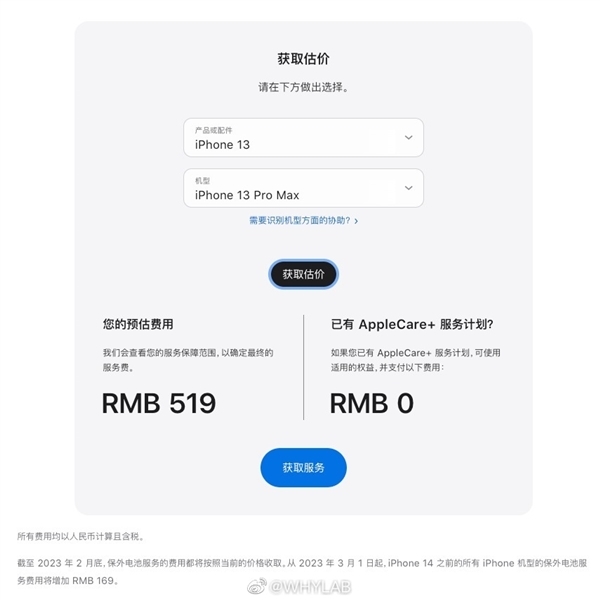 获取估价
请在下方做出选择。
产品或配件
iPhone 13
机型
iPhone 13 Pro Max
需要识别机型方面的协助? ›
获取估价
您的预估费用
我们会查看您的服务保障范围,以确定最终的
服务费。
RMB 519
已有 AppleCare+ 服务计划?
如果您已有 AppleCare+ 服务计划,可使用
适用的权益,并支付以下费用:
RMB 0
获取服务
所有费用均以人民币计算且含税。
截至 2023 年 2 月底,保外电池服务的费用都将按照当前的价格收取。从 2023 年 3 月 1 日起,iPhone 14 之前的所有 iPhone 机型的保外电池服
务费用将增加 RMB 169。
@WHYLAB